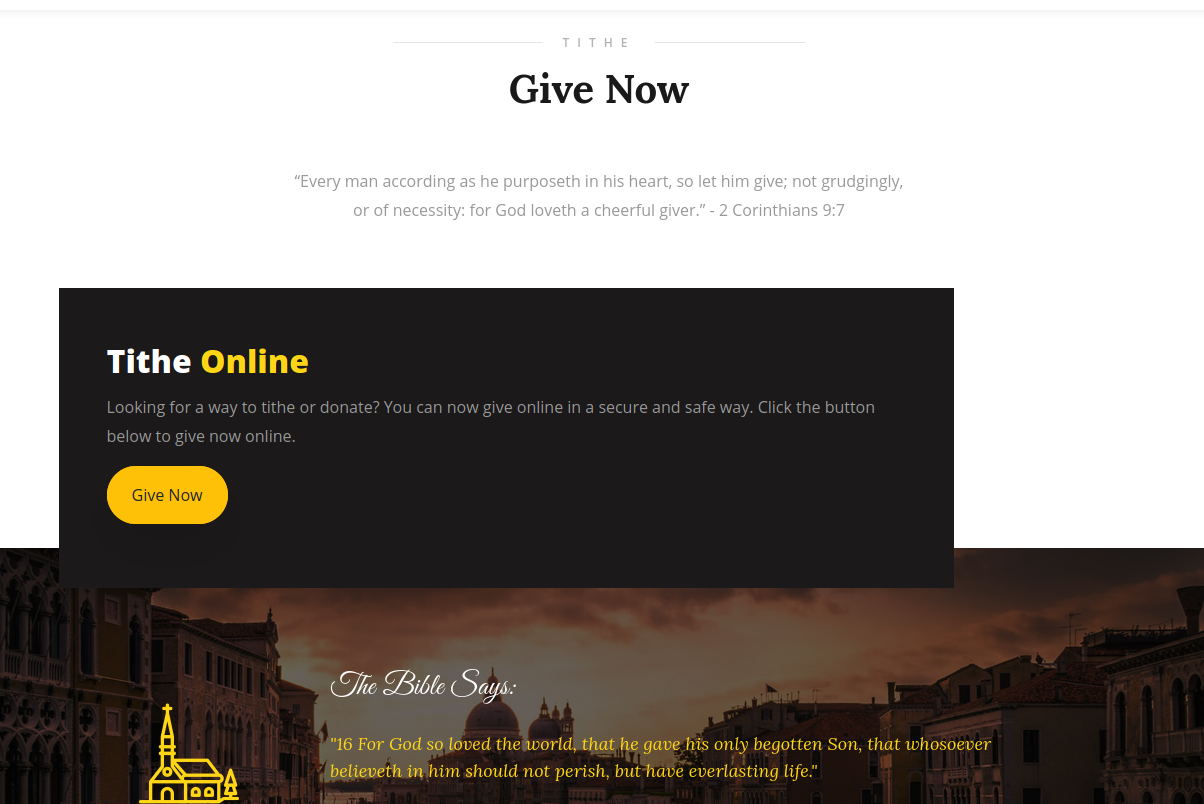 TITHE
Give Now
“Every man according as he purposeth in his heart, so let him give; not grudgingly,
or of necessity: for God loveth a cheerful giver.” - 2 Corinthians 9:7
Tithe Online
Looking for a way to tithe or donate? You can now give online in a secure and safe way. Click the button
below to give now online.
Give Now
The Bible Says:
"16 For God so loved the world, that he gave his only begotten Son, that whosoever
believeth in him should not perish, but have everlasting life."